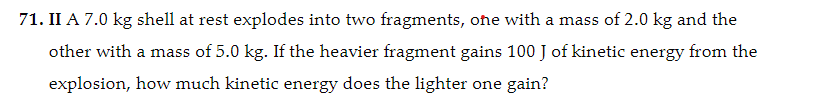 71. II A 7.0 kg shell at rest explodes into two fragments, one with a mass of 2.0 kg and the
other with a mass of 5.0 kg. If the heavier fragment gains 100 J of kinetic energy from the
explosion, how much kinetic energy does the lighter one gain?